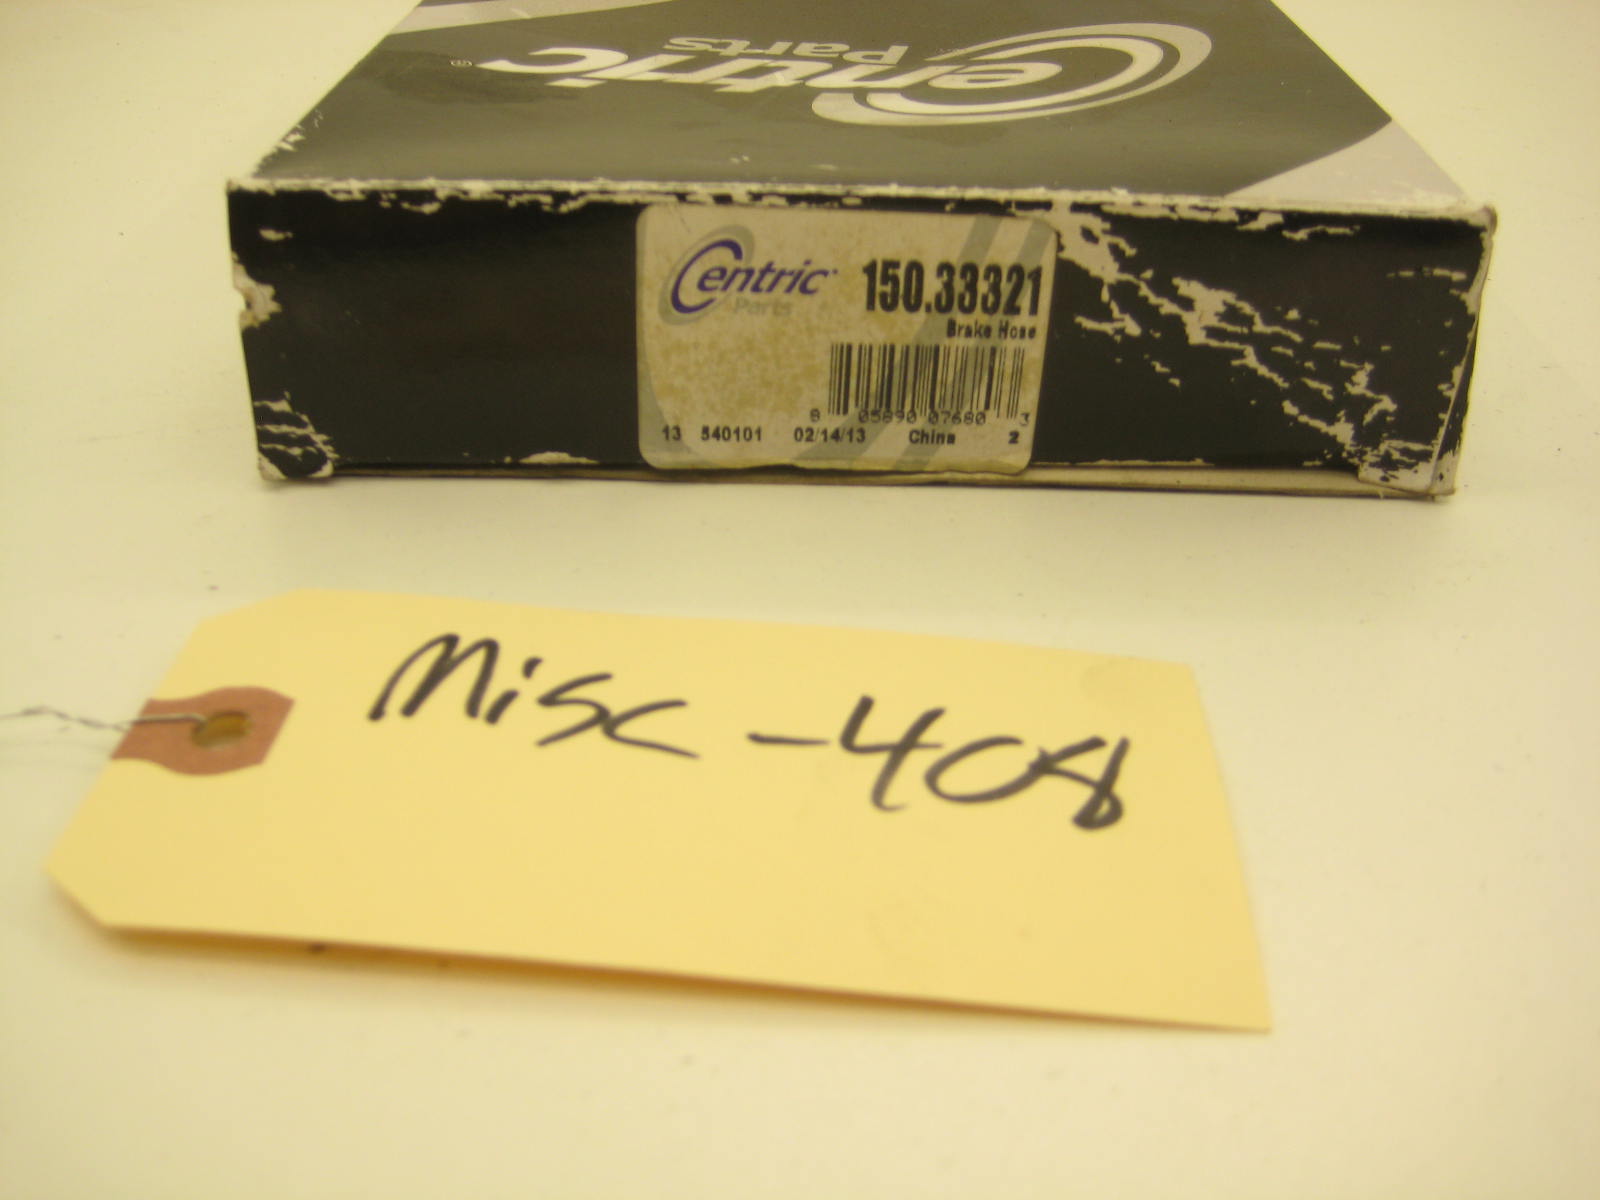 Centric®
Parts
Centric
Parts
150.33321
Brake Hose
8 05890 07680 3
13 540101 02/14/13 China 2
Misc-408